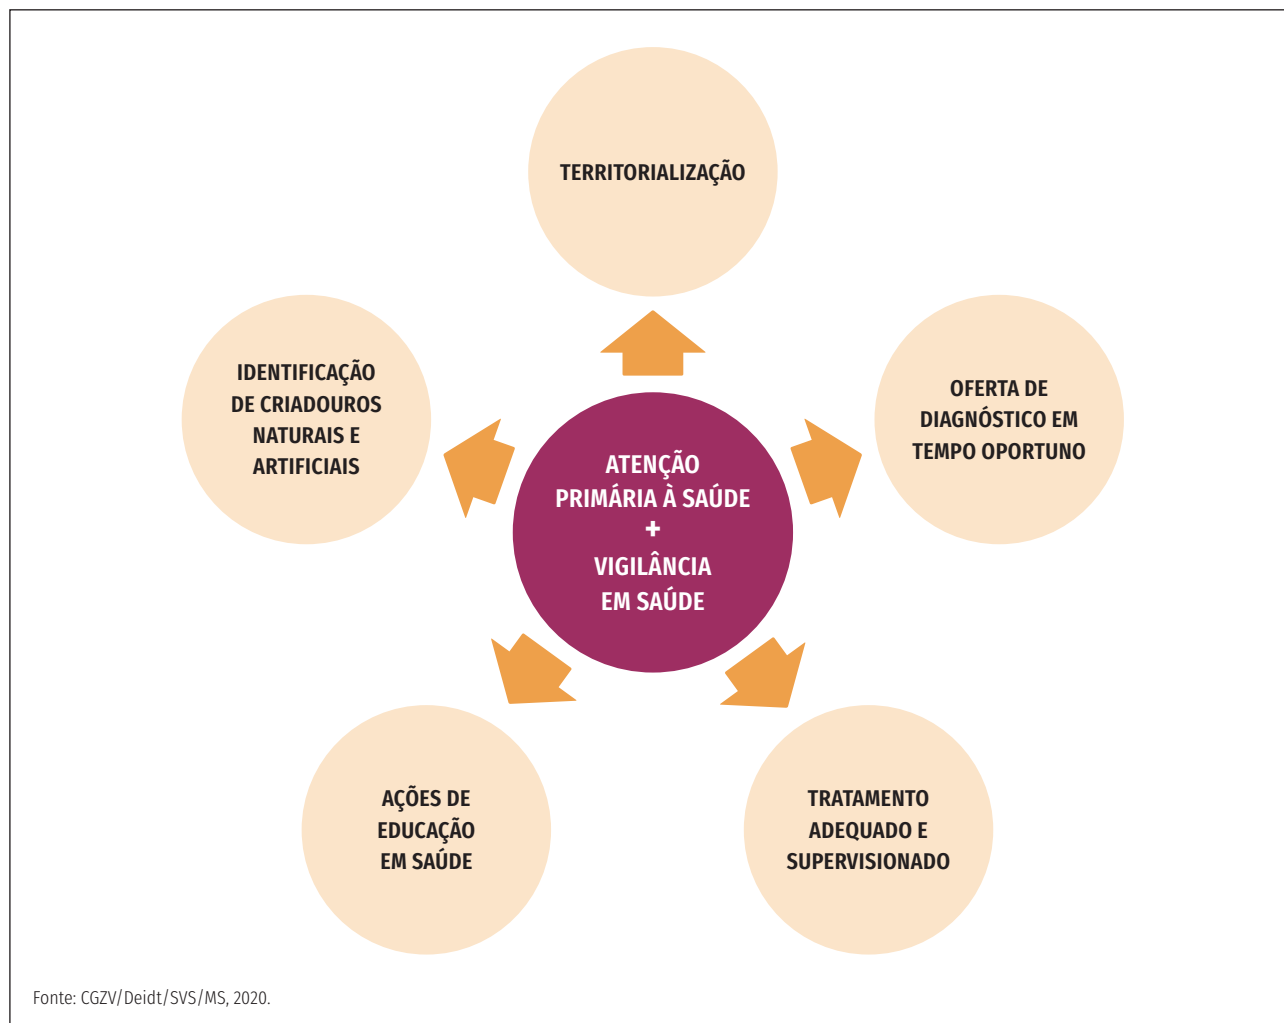 TERRITORIALIZAÇÃO
IDENTIFICAÇÃO
DE CRIADOUROS
NATURAIS E
ARTIFICIAIS
OFERTA DE
DIAGNÓSTICO EM
TEMPO OPORTUNO
ATENÇÃO
PRIMÁRIA À SAÚDE
+
VIGILÂNCIA
EM SAÚDE
AÇÕES DE
EDUCAÇÃO
EM SAÚDE
TRATAMENTO
ADEQUADO E
SUPERVISIONADO
Fonte: CGZV/Deidt/SVS/MS, 2020.